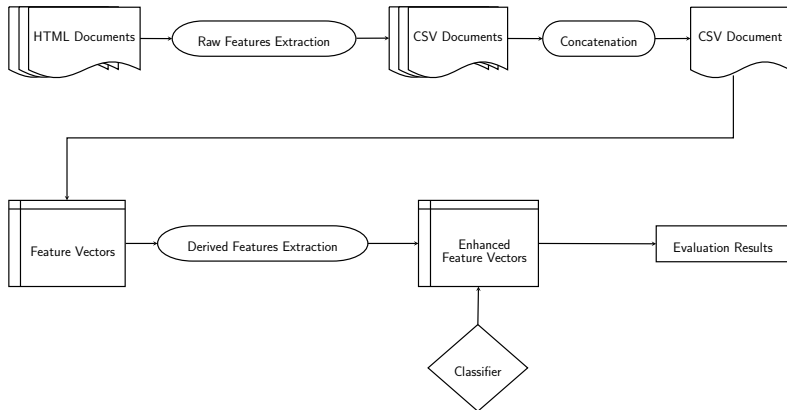 HTML Documents
Raw Features Extraction
CSV Documents
Concatenation
CSV Document
Feature Vectors
Derived Features Extraction
Enhanced
Feature Vectors
Evaluation Results
Classifier